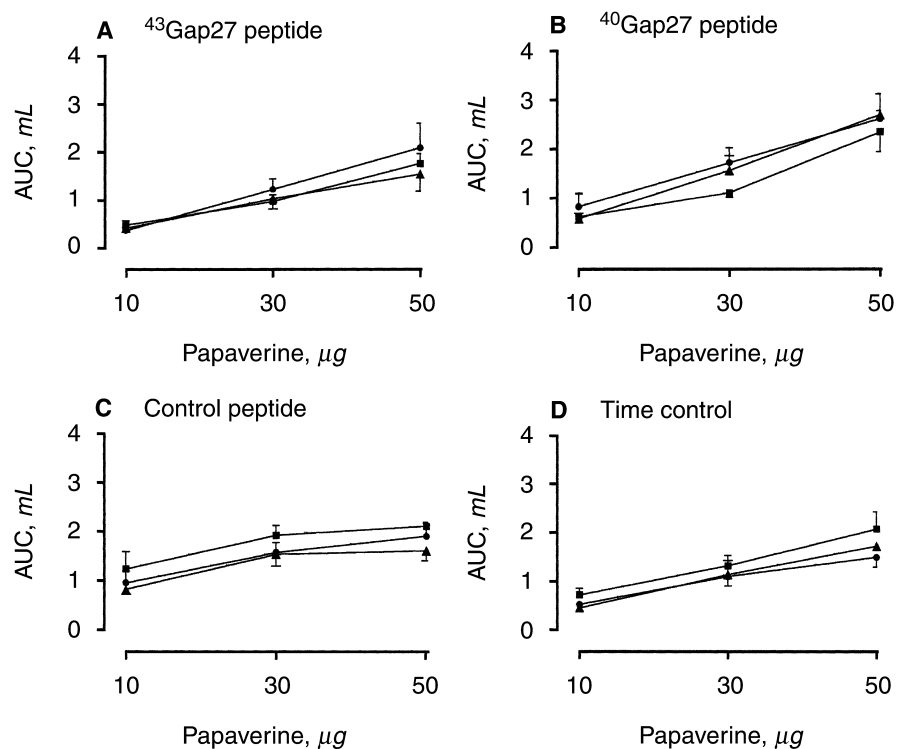 A ⁴³Gap27 peptide
4
3
2
1
0
AUC, mL
10 30 50
Papaverine, µg
B ⁴⁰Gap27 peptide
4
3
2
1
0
AUC, mL
10 30 50
Papaverine, µg
C Control peptide
4
3
2
1
0
AUC, mL
10 30 50
Papaverine, µg
D Time control
4
3
2
1
0
AUC, mL
10 30 50
Papaverine, µg